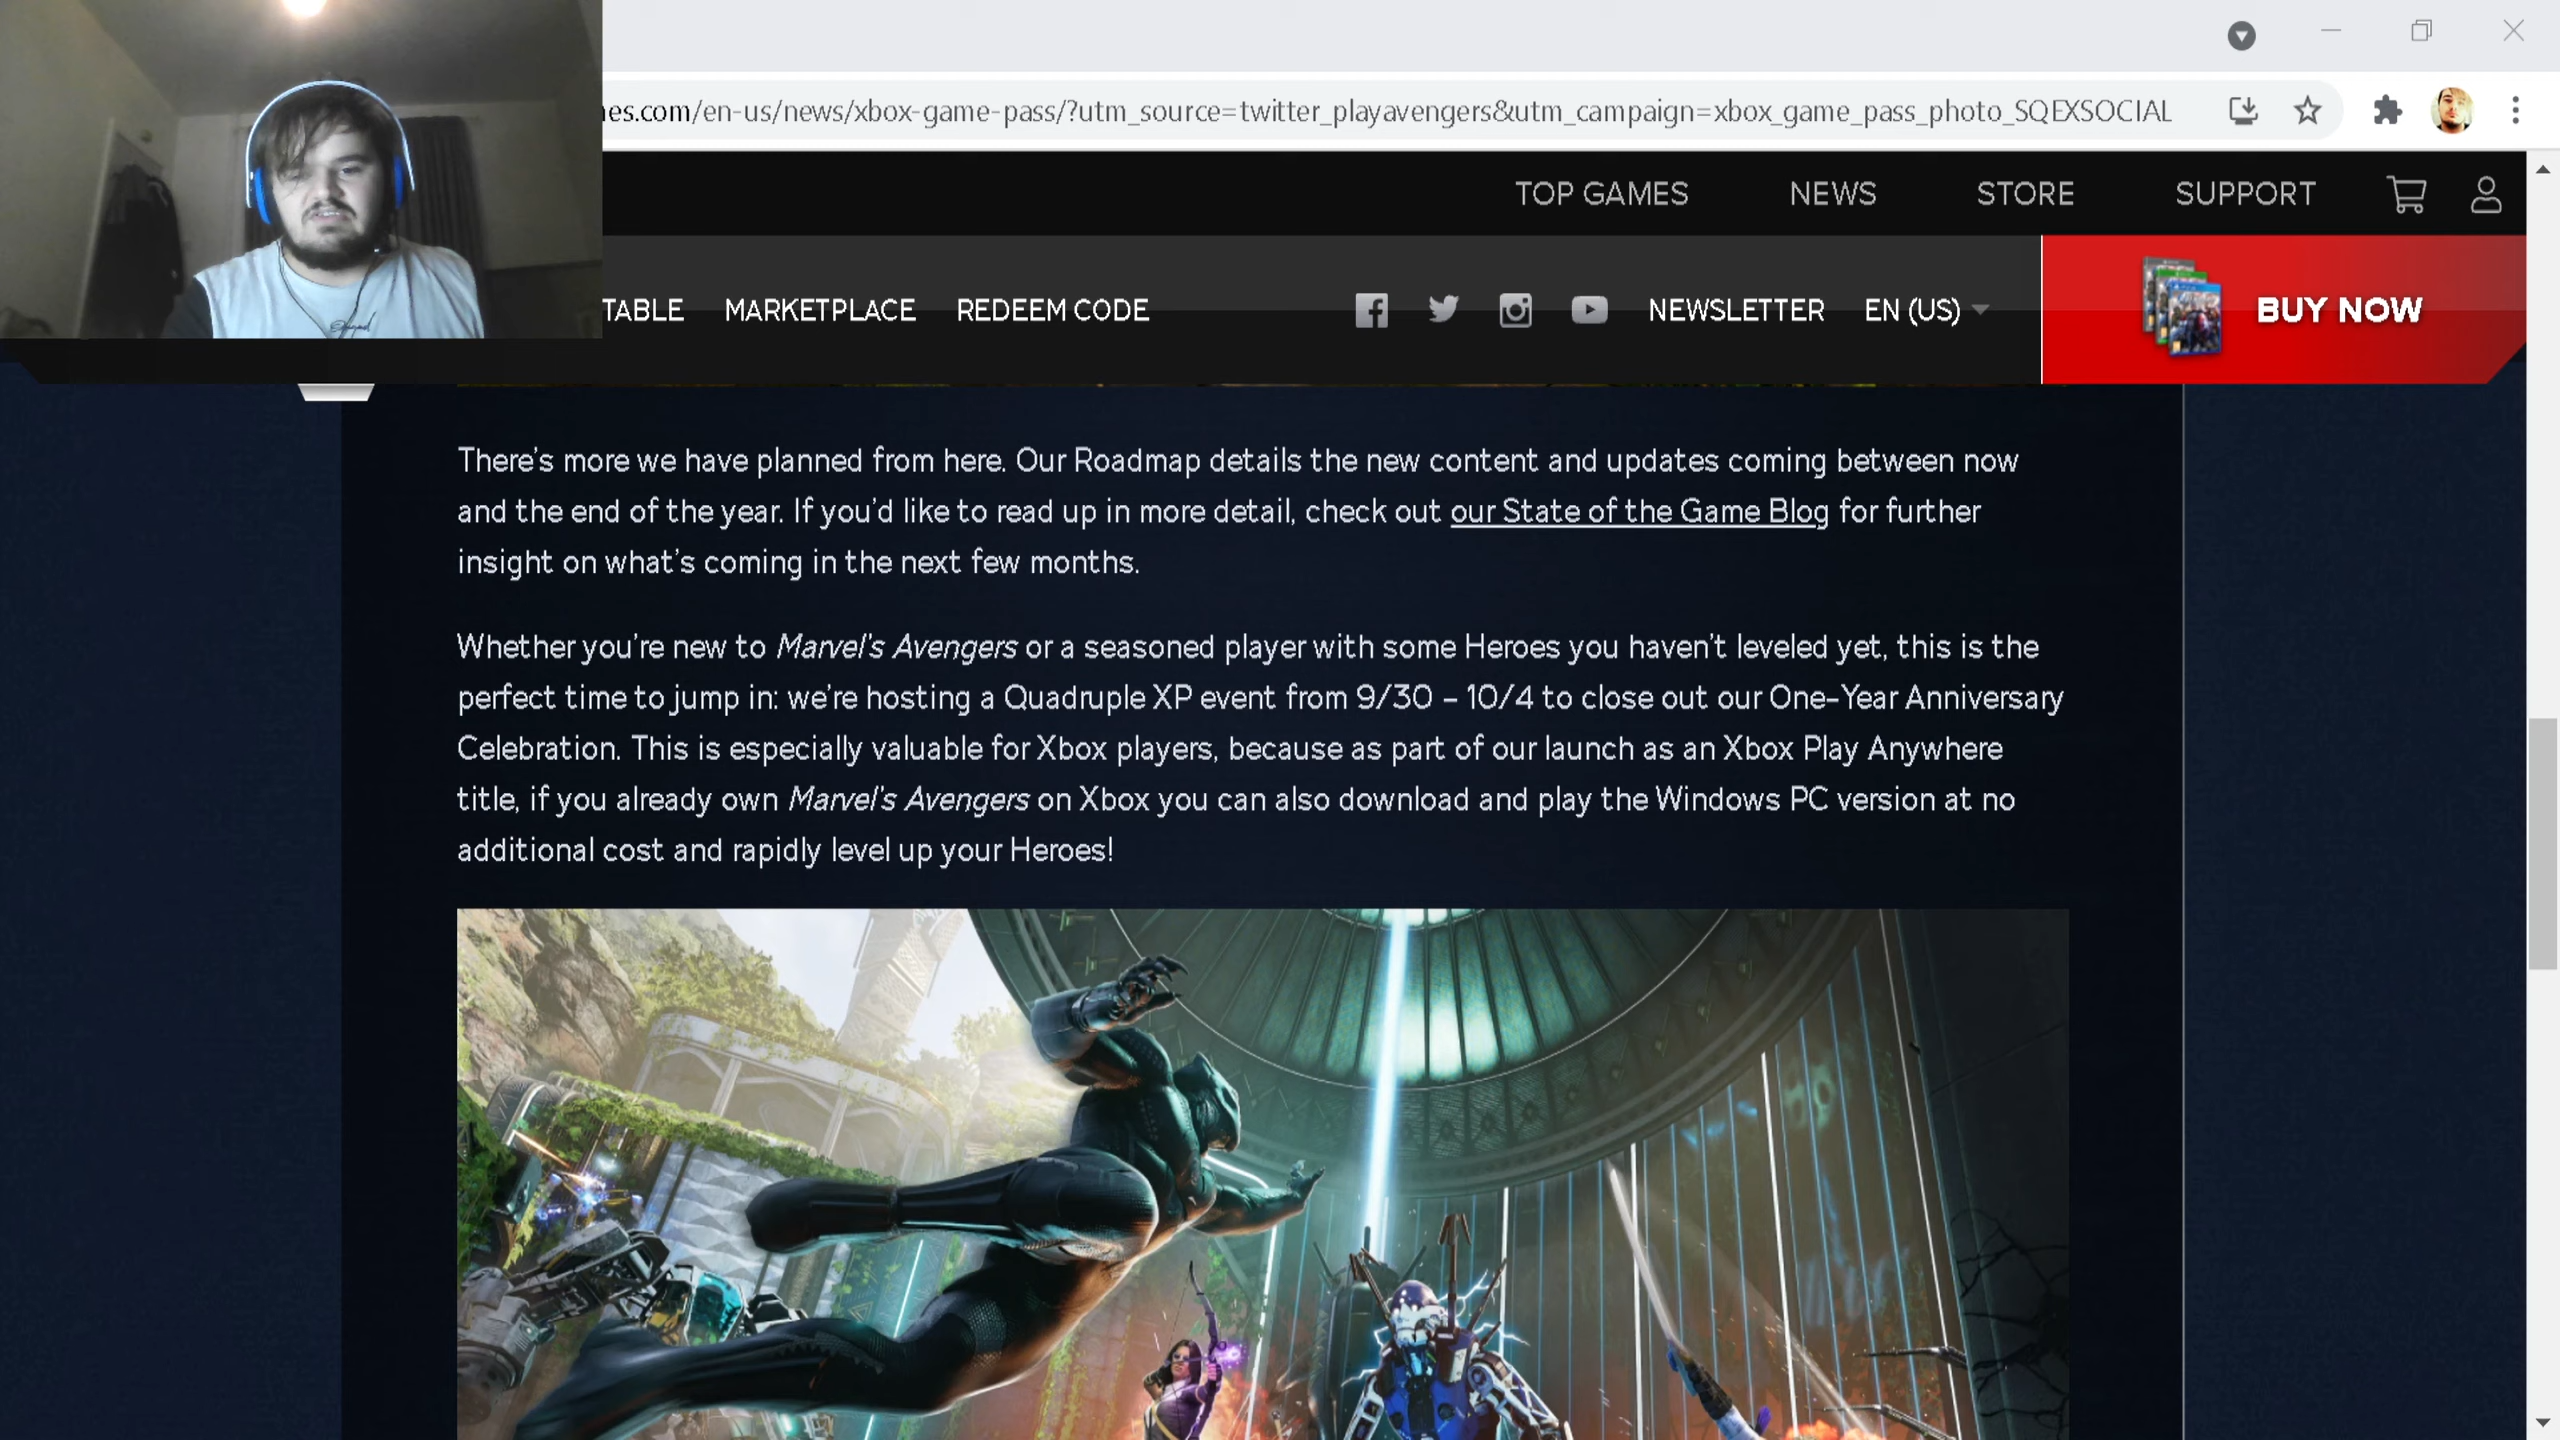 nes.com/en-us/news/xbox-game-pass/?utm_source=twitter_playavengers&utm_campaign=xbox_game_pass_photo_SQEXSOCIAL
TOP GAMES NEWS STORE SUPPORT
TABLE MARKETPLACE REDEEM CODE NEWSLETTER EN (US) BUY NOW
There's more we have planned from here. Our Roadmap details the new content and updates coming between now
and the end of the year. If you'd like to read up in more detail, check out our State of the Game Blog for further
insight on what's coming in the next few months.
Whether you're new to Marvel's Avengers or a seasoned player with some Heroes you haven't leveled yet, this is the
perfect time to jump in: we're hosting a Quadruple XP event from 9/30 – 10/4 to close out our One-Year Anniversary
Celebration. This is especially valuable for Xbox players, because as part of our launch as an Xbox Play Anywhere
title, if you already own Marvel's Avengers on Xbox you can also download and play the Windows PC version at no
additional cost and rapidly level up your Heroes!